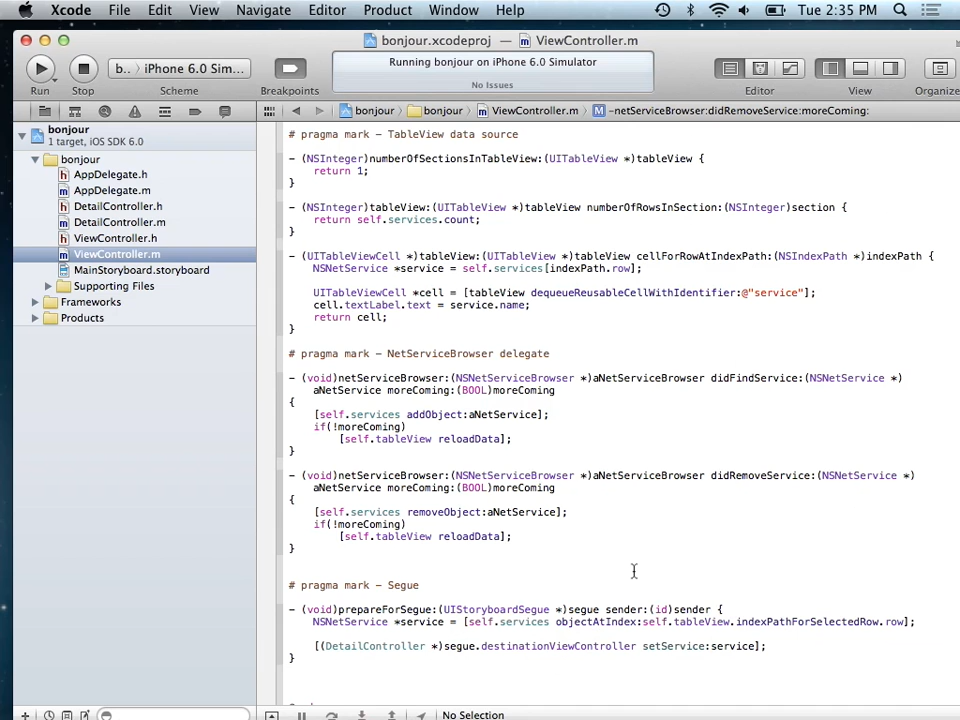 Xcode File Edit View Navigate Editor Product Window Help Tue 2:35 PM
bonjour.xcodeproj — ViewController.m
b... iPhone 6.0 Sim...
Running bonjour on iPhone 6.0 Simulator
No Issues
Run Stop Scheme Breakpoints Editor View Organize
bonjour bonjour ViewController.m M -netServiceBrowser:didRemoveService:moreComing:
bonjour
1 target, iOS SDK 6.0
bonjour
h AppDelegate.h
m AppDelegate.m
h DetailController.h
m DetailController.m
h ViewController.h
m ViewController.m
MainStoryboard.storyboard
Supporting Files
Frameworks
Products
# pragma mark - TableView data source
- (NSInteger)numberOfSectionsInTableView:(UITableView *)tableView {
return 1;
}
- (NSInteger)tableView:(UITableView *)tableView numberOfRowsInSection:(NSInteger)section {
return self.services.count;
}
- (UITableViewCell *)tableView:(UITableView *)tableView cellForRowAtIndexPath:(NSIndexPath *)indexPath {
NSNetService *service = self.services[indexPath.row];
UITableViewCell *cell = [tableView dequeueReusableCellWithIdentifier:@"service"];
cell.textLabel.text = service.name;
return cell;
}
# pragma mark - NetServiceBrowser delegate
- (void)netServiceBrowser:(NSNetServiceBrowser *)aNetServiceBrowser didFindService:(NSNetService *)
aNetService moreComing:(BOOL)moreComing
{
[self.services addObject:aNetService];
if(!moreComing)
[self.tableView reloadData];
}
- (void)netServiceBrowser:(NSNetServiceBrowser *)aNetServiceBrowser didRemoveService:(NSNetService *)
aNetService moreComing:(BOOL)moreComing
{
[self.services removeObject:aNetService];
if(!moreComing)
[self.tableView reloadData];
}
# pragma mark - Segue
- (void)prepareForSegue:(UIStoryboardSegue *)segue sender:(id)sender {
NSNetService *service = [self.services objectAtIndex:self.tableView.indexPathForSelectedRow.row];
[(DetailController *)segue.destinationViewController setService:service];
}
No Selection